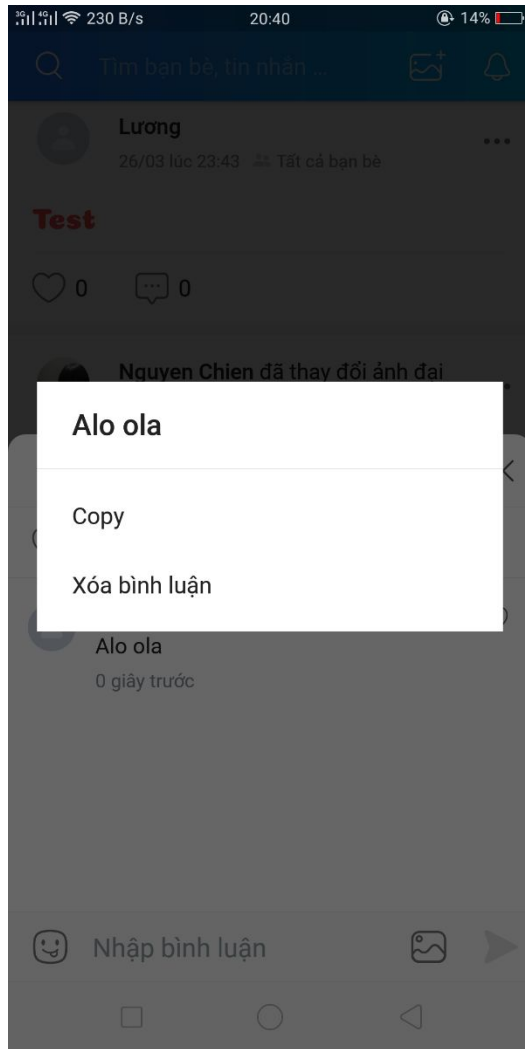 3G 4G 230 B/s 20:40 14%
Tìm bạn bè, tin nhắn ...
Lương
26/03 lúc 23:43 Tất cả bạn bè
Test
0 0
Nguyen Chien đã thay đổi ảnh đại
Alo ola
Copy
Xóa bình luận
Alo ola
0 giây trước
Nhập bình luận